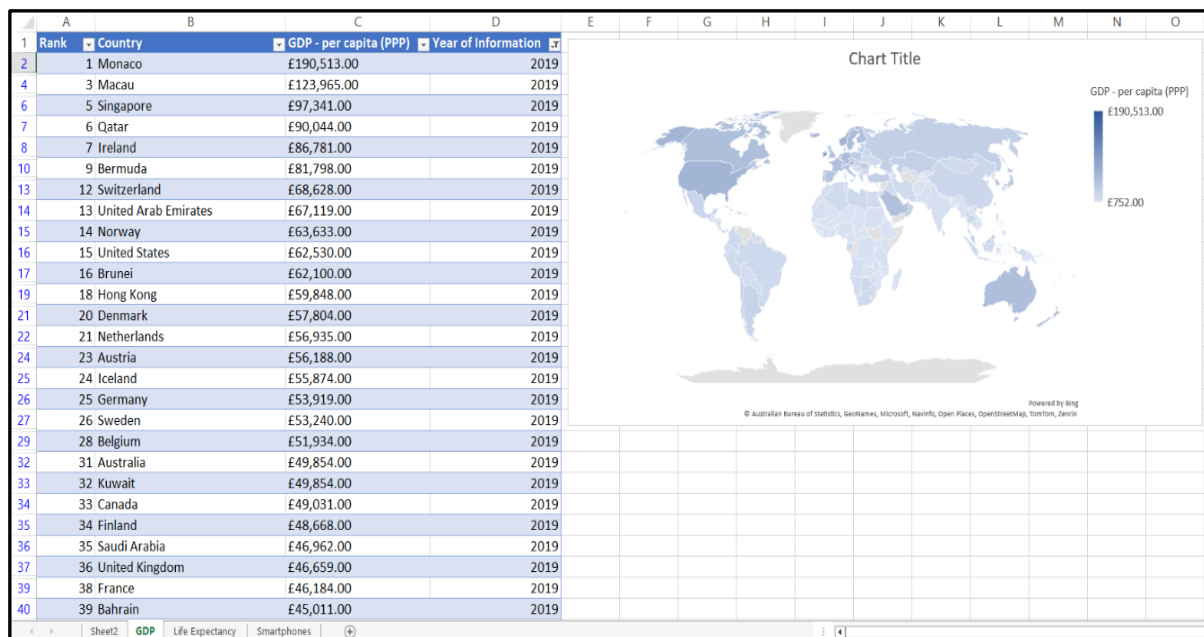 A B C D E F G H I J K L M N O
1 Rank Country GDP - per capita (PPP) Year of Information
2 1 Monaco £190,513.00 2019
4 3 Macau £123,965.00 2019
6 5 Singapore £97,341.00 2019
7 6 Qatar £90,044.00 2019
8 7 Ireland £86,781.00 2019
10 9 Bermuda £81,798.00 2019
13 12 Switzerland £68,628.00 2019
14 13 United Arab Emirates £67,119.00 2019
15 14 Norway £63,633.00 2019
16 15 United States £62,530.00 2019
17 16 Brunei £62,100.00 2019
19 18 Hong Kong £59,848.00 2019
21 20 Denmark £57,804.00 2019
22 21 Netherlands £56,935.00 2019
24 23 Austria £56,188.00 2019
25 24 Iceland £55,874.00 2019
26 25 Germany £53,919.00 2019
27 26 Sweden £53,240.00 2019
29 28 Belgium £51,934.00 2019
32 31 Australia £49,854.00 2019
33 32 Kuwait £49,854.00 2019
34 33 Canada £49,031.00 2019
35 34 Finland £48,668.00 2019
36 35 Saudi Arabia £46,962.00 2019
37 36 United Kingdom £46,659.00 2019
39 38 France £46,184.00 2019
40 39 Bahrain £45,011.00 2019
Chart Title
GDP - per capita (PPP)
£190,513.00
£752.00
Powered by Bing
© Australian Bureau of Statistics, GeoNames, Microsoft, Navinfo, Open Places, OpenStreetMap, TomTom, Zenrin
Sheet2 GDP Life Expectancy Smartphones